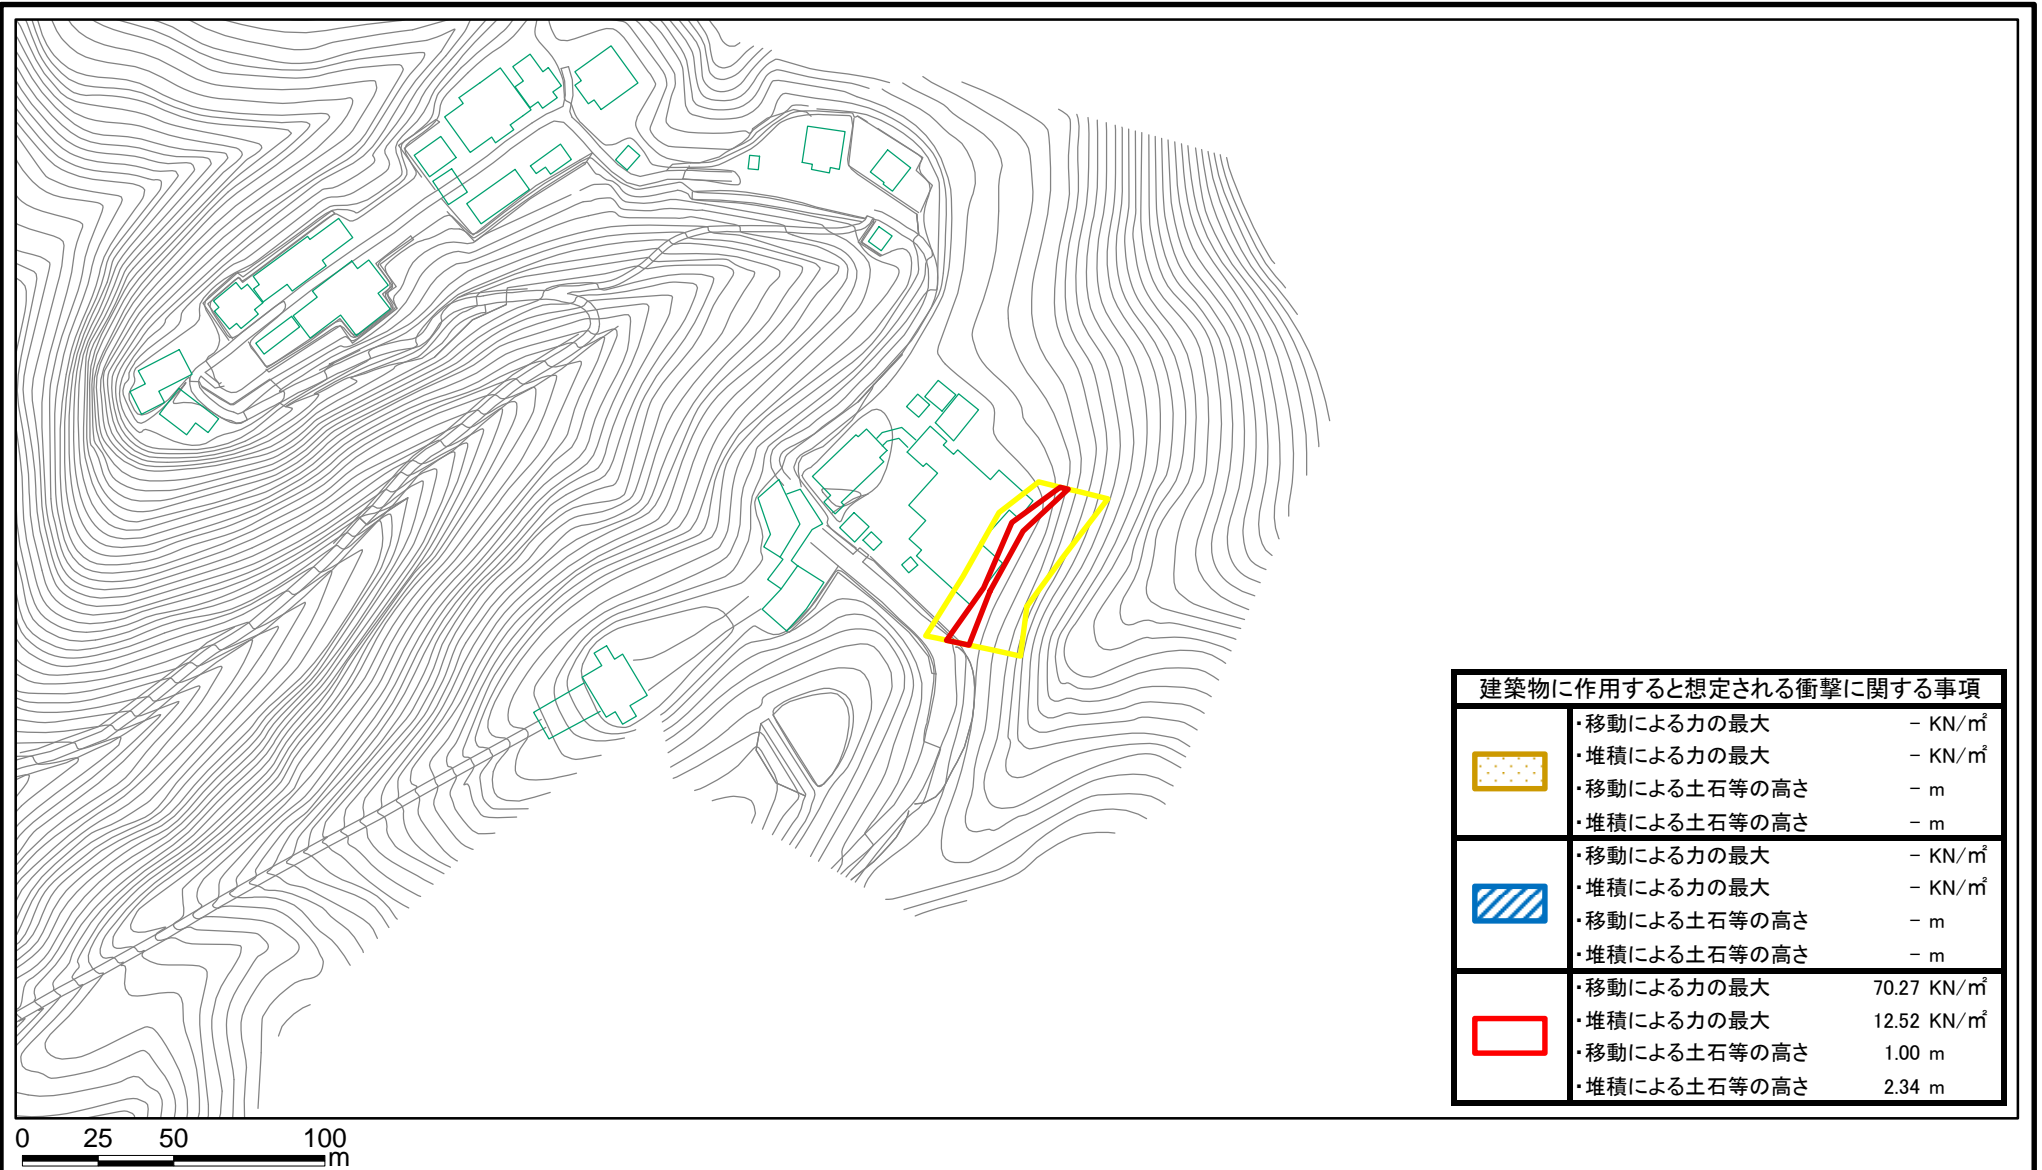 建築物に作用すると想定される衝撃に関する事項
・移動による力の最大 － KN/㎡
・堆積による力の最大 － KN/㎡
・移動による土石等の高さ － m
・堆積による土石等の高さ － m
・移動による力の最大 － KN/㎡
・堆積による力の最大 － KN/㎡
・移動による土石等の高さ － m
・堆積による土石等の高さ － m
・移動による力の最大 70.27 KN/㎡
・堆積による力の最大 12.52 KN/㎡
・移動による土石等の高さ 1.00 m
・堆積による土石等の高さ 2.34 m
0 25 50 100
m